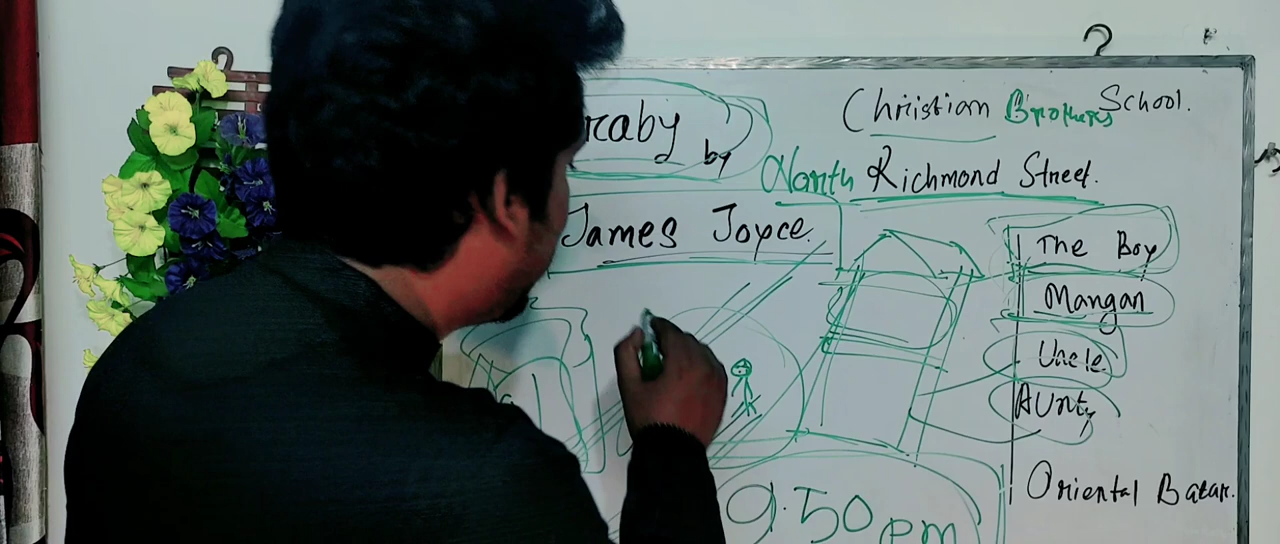 raby by
Christian Brothers School.
North Richmond Street.
James Joyce.
The Boy
Mangan
Uncle.
AUnty
Oriental Bazar.
9.50 pm